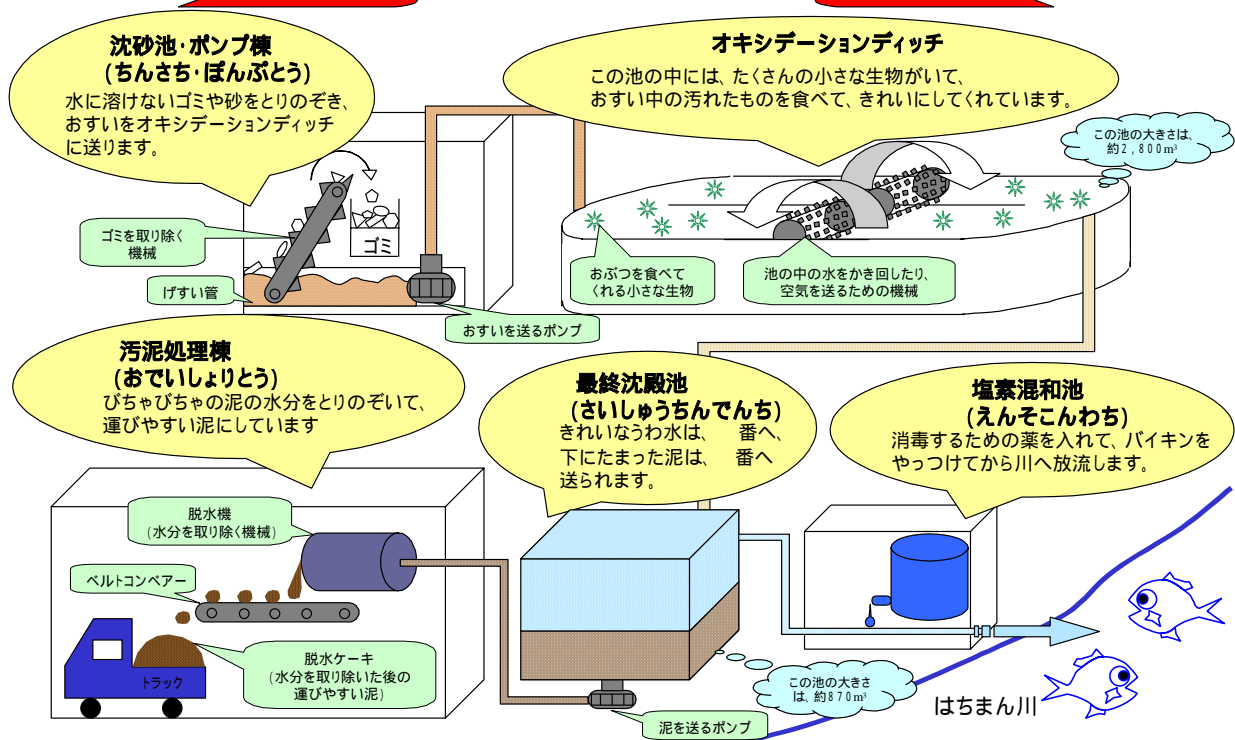 沈砂池・ポンプ棟
(ちんさち・ぽんぷとう)
水に溶けないゴミや砂をとりのぞき、
おすいをオキシデーションディッチ
に送ります。
オキシデーションディッチ
この池の中には、たくさんの小さな生物がいて、
おすい中の汚れたものを食べて、きれいにしてくれています。
この池の大きさは、
約2,800m³
ゴミを取り除く
機械
ゴミ
げすい管
おすいを送るポンプ
おぶつを食べて
くれる小さな生物
池の中の水をかき回したり、
空気を送るための機械
汚泥処理棟
(おでいしょりとう)
びちゃびちゃの泥の水分をとりのぞいて、
運びやすい泥にしています
最終沈殿池
(さいしゅうちんでんち)
きれいなうわ水は、　番へ、
下にたまった泥は、　番へ
送られます。
塩素混和池
(えんそこんわち)
消毒するための薬を入れて、バイキンを
やっつけてから川へ放流します。
脱水機
(水分を取り除く機械)
ベルトコンベアー
トラック
脱水ケーキ
(水分を取り除いた後の
運びやすい泥)
泥を送るポンプ
この池の大きさ
は、約870m³
はちまん川